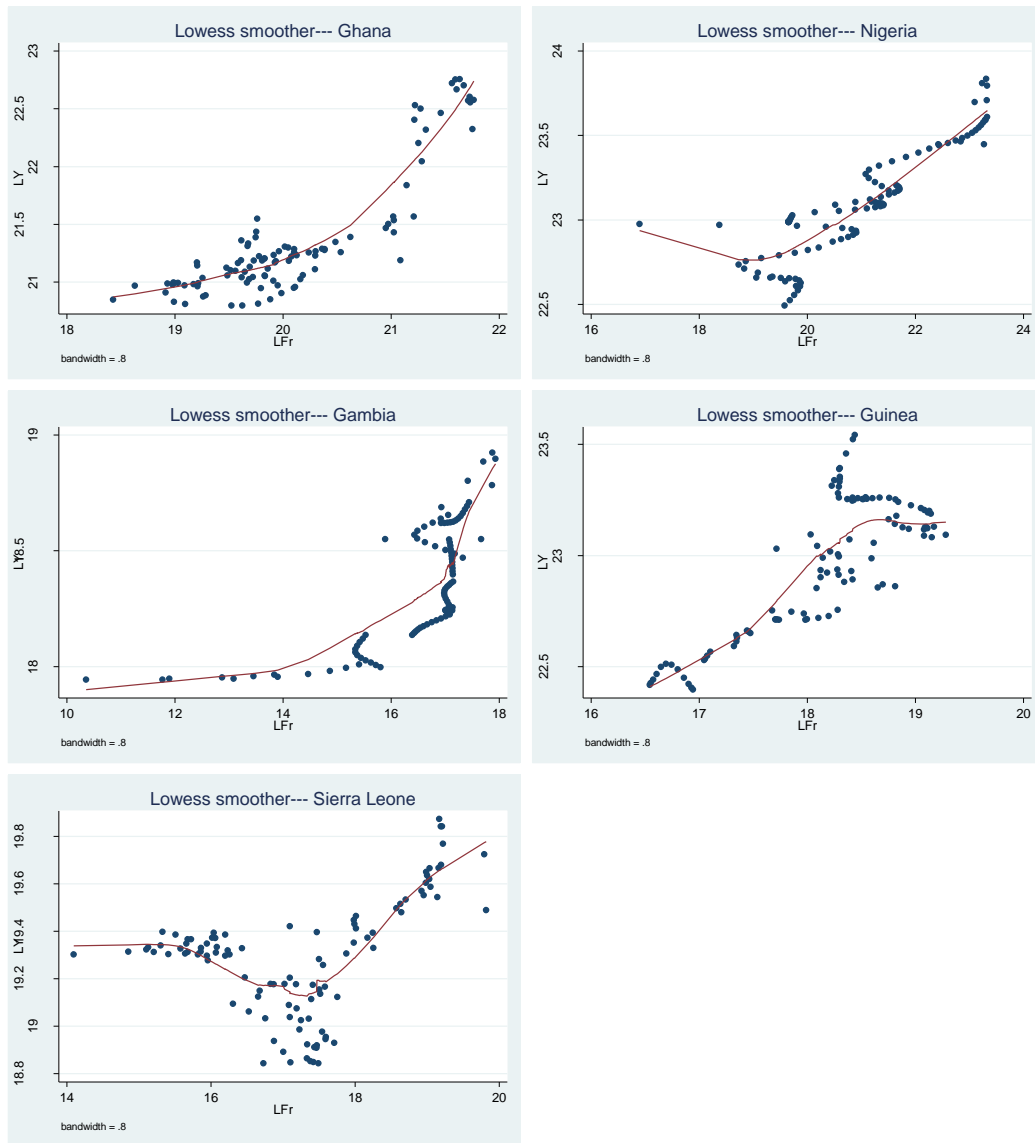 Lowess smoother--- Ghana
23
22.5
22
21.5
21
LY
18 19 20 21 22
LFr
bandwidth = .8
Lowess smoother--- Nigeria
24
23.5
23
22.5
LY
16 18 20 22 24
LFr
bandwidth = .8
Lowess smoother--- Gambia
19
18.5
18
LY
10 12 14 16 18
LFr
bandwidth = .8
Lowess smoother--- Guinea
23.5
23
22.5
LY
16 17 18 19 20
LFr
bandwidth = .8
Lowess smoother--- Sierra Leone
19.8
19.6
19.4
19.2
19
18.8
LY
14 16 18 20
LFr
bandwidth = .8